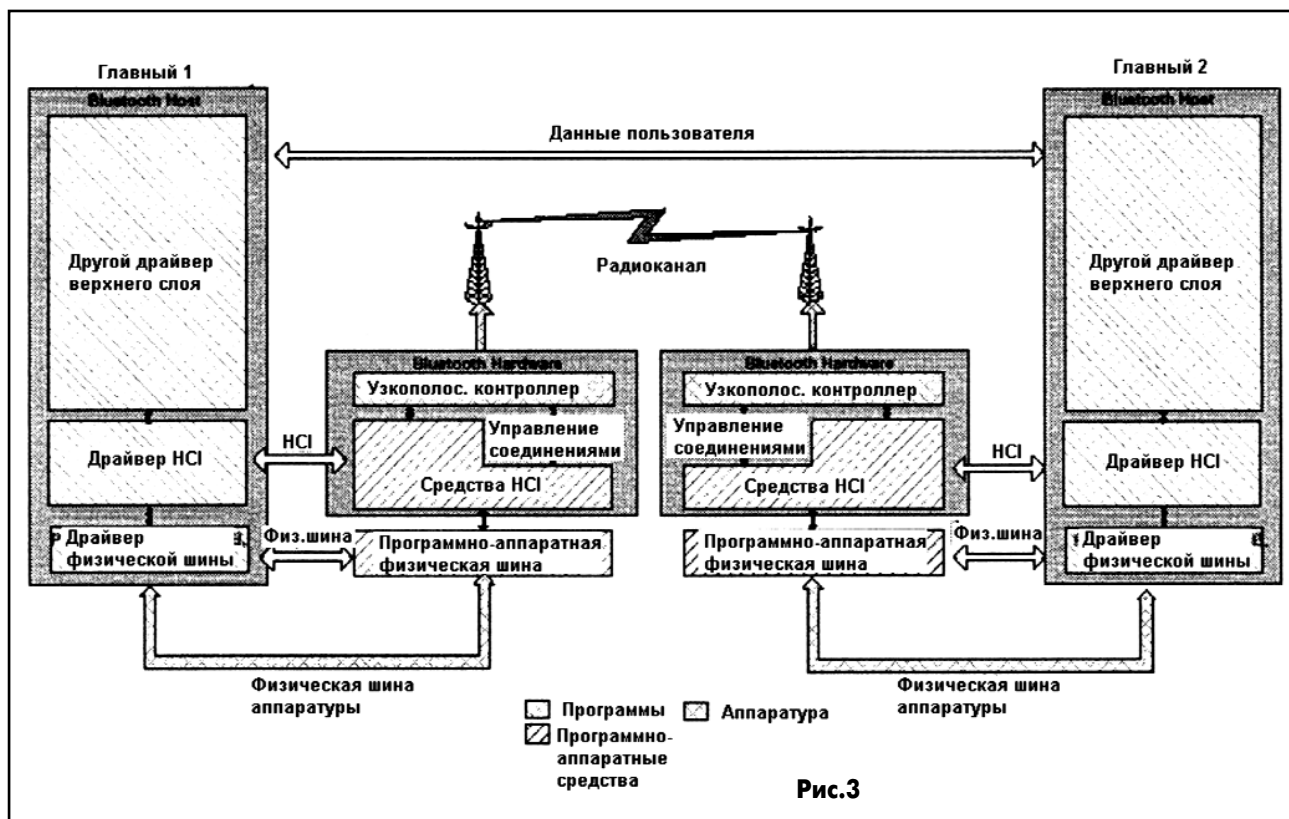 Главный 1
Главный 2
Bluetooth Host
Bluetooth Host
Данные пользователя
Другой драйвер
верхнего слоя
Другой драйвер
верхнего слоя
Радиоканал
Bluetooth Hardware
Bluetooth Hardware
Узкополос. контроллер
Узкополос. контроллер
Управление
соединениями
Управление
соединениями
HCI
HCI
Драйвер HCI
Драйвер HCI
Средства HCI
Средства HCI
Драйвер
физической шины
Физ.шина
Программно-аппаратная
физическая шина
Программно-аппаратная
физическая шина
Физ.шина
Драйвер
физической шины
Физическая шина
аппаратуры
Физическая шина
аппаратуры
Программы
Аппаратура
Программно-
аппаратные
средства
Рис.3